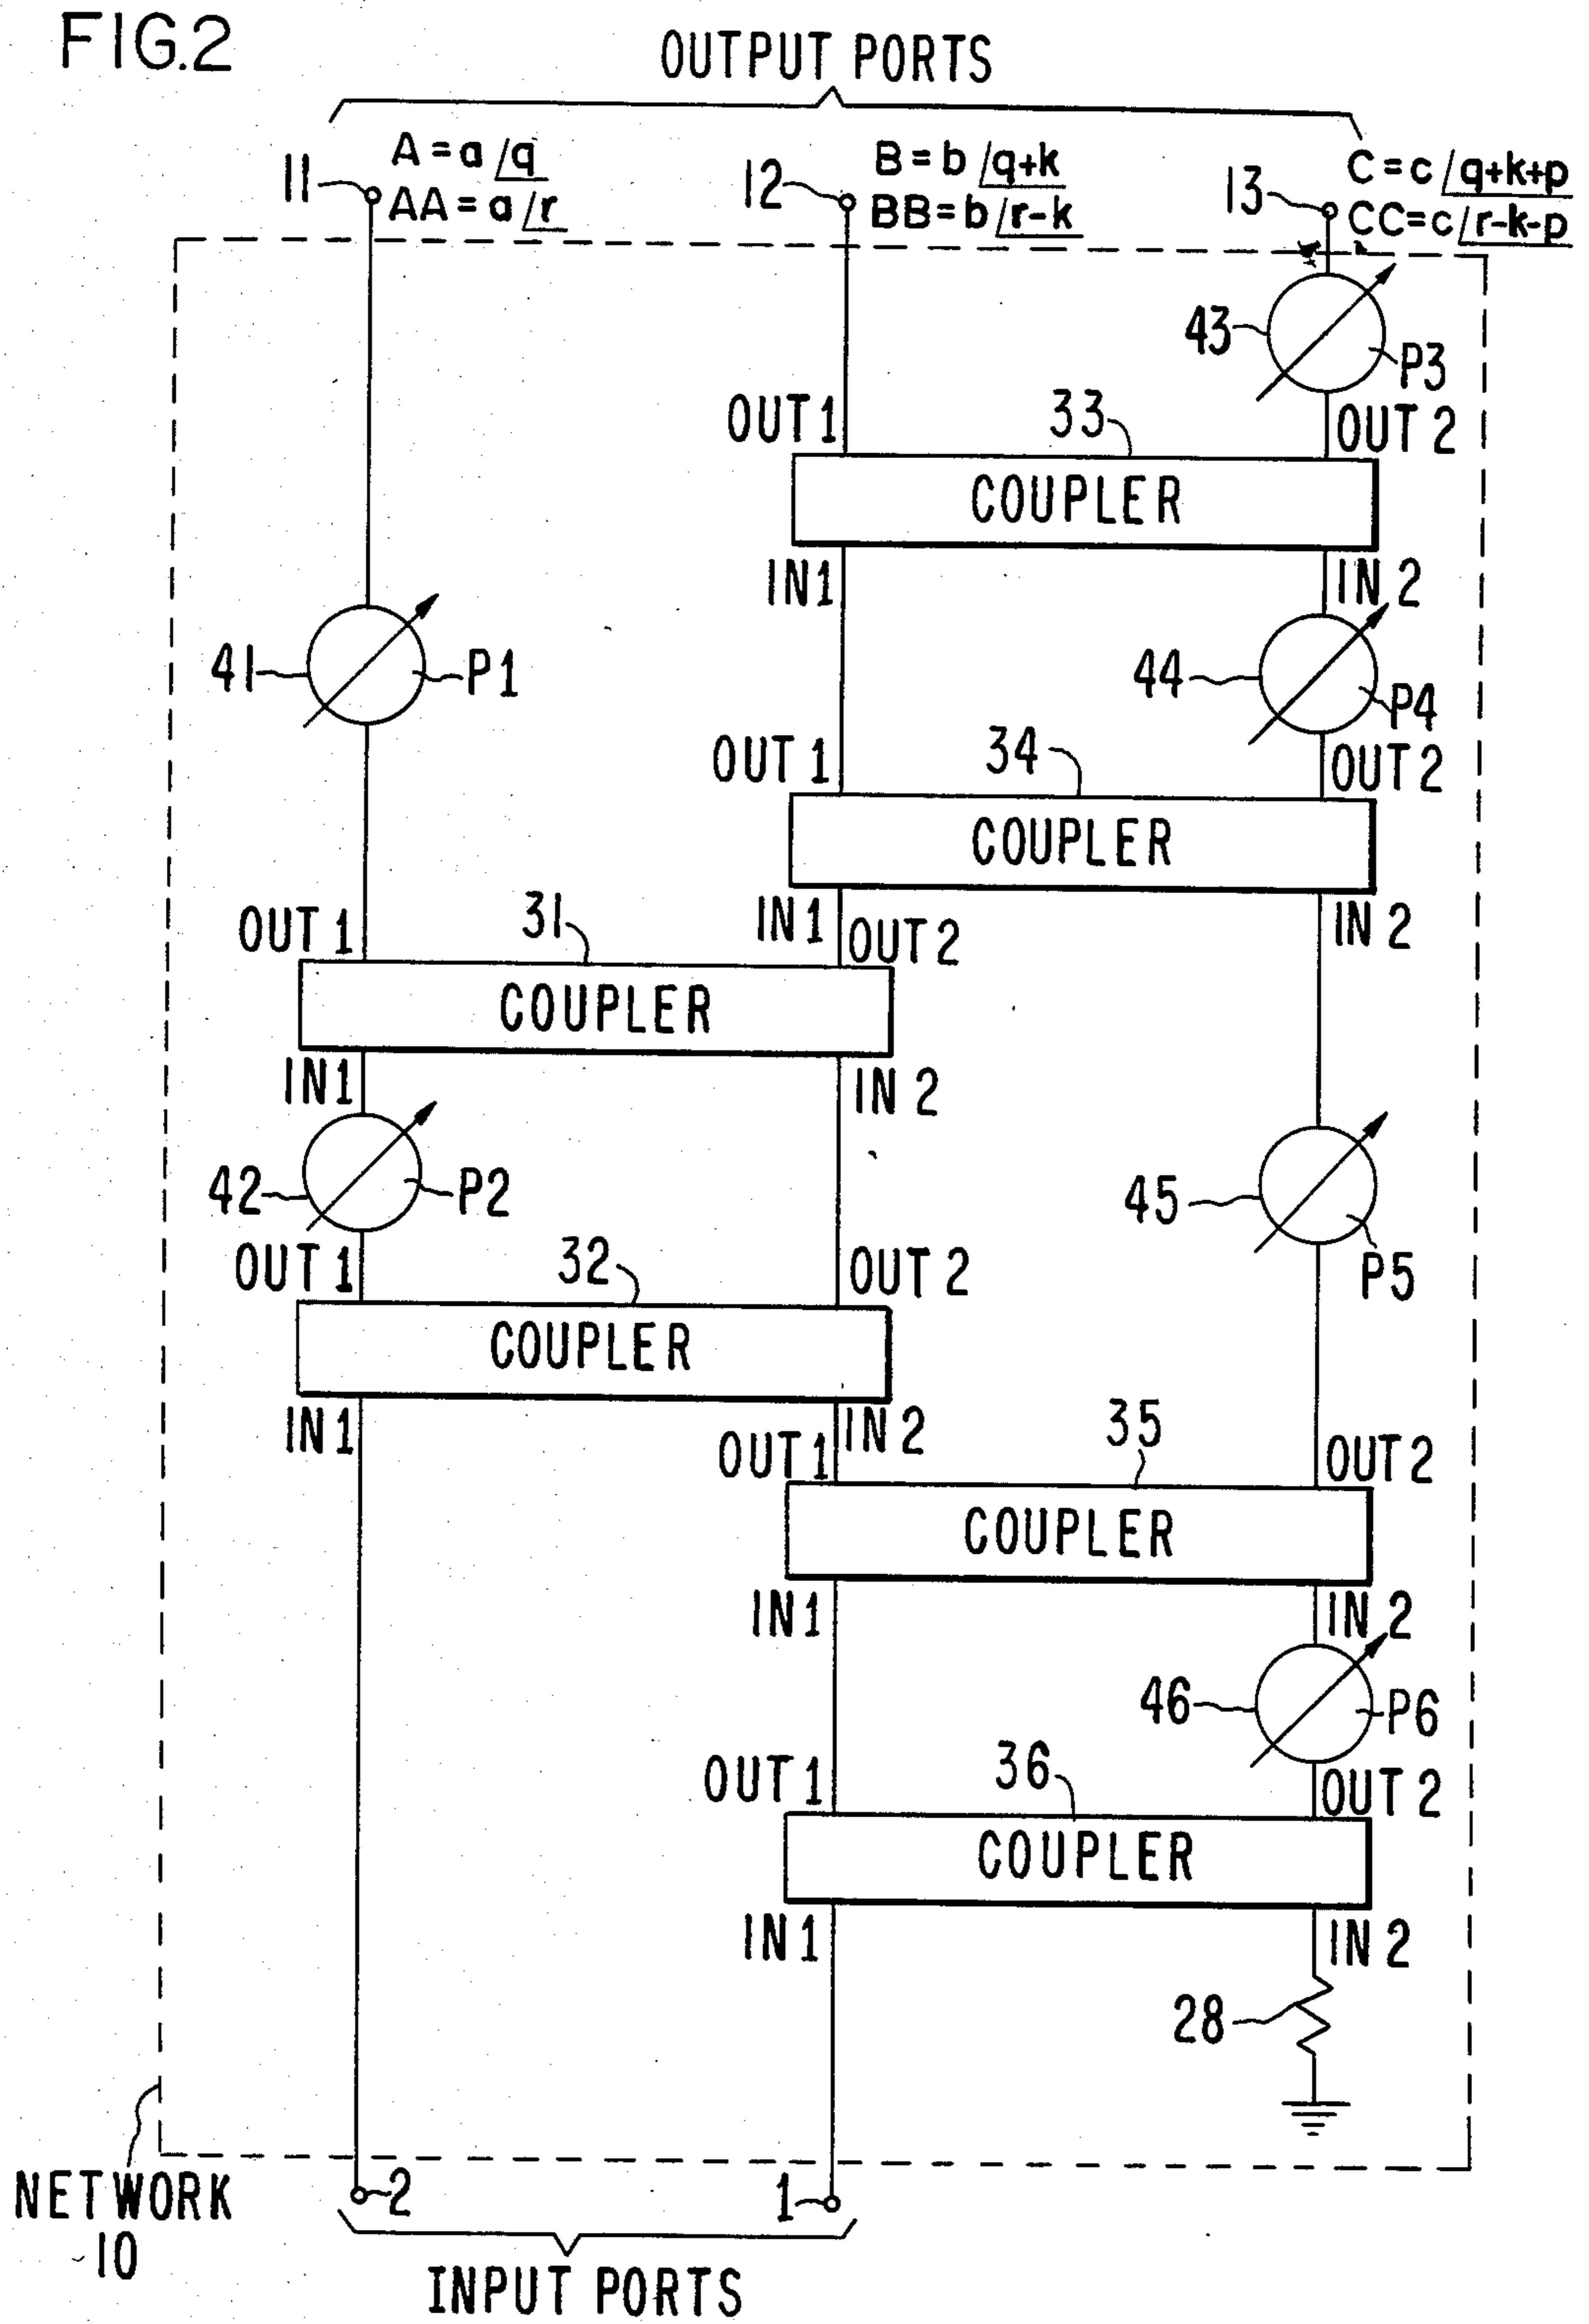 FIG.2
OUTPUT PORTS
11
A = a /q
AA = a /r
12
B = b /q+k
BB = b /r-k
13
C = c /q+k+p
CC = c /r-k-p
43
P3
OUT 1
33
OUT 2
COUPLER
IN1
IN 2
41
P1
44
P4
OUT 1
34
OUT 2
COUPLER
OUT 1
31
IN1
OUT 2
IN 2
COUPLER
IN1
IN 2
42
P2
45
P5
OUT 1
32
OUT 2
COUPLER
IN1
OUT 1
IN 2
35
OUT 2
COUPLER
IN1
IN 2
46
P6
OUT 1
36
OUT 2
COUPLER
IN1
IN 2
28
NETWORK
10
2
1
INPUT PORTS